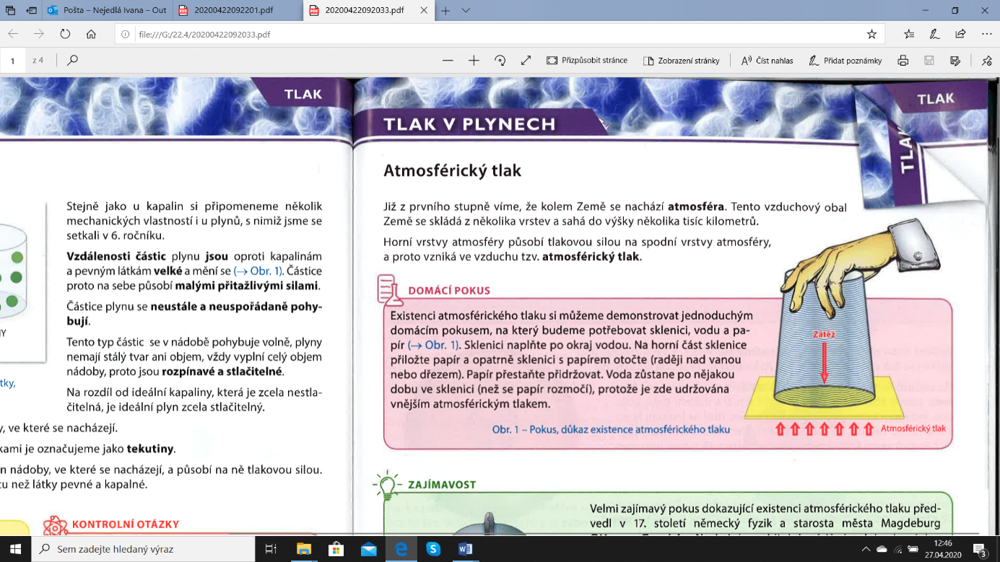 Pošta – Nejedlá Ivana – Out
20200422092201.pdf
20200422092033.pdf
file:///G:/22.4/20200422092033.pdf
1
z 4
Přizpůsobit stránce
Zobrazení stránky
Číst nahlas
Přidat poznámky
TLAK
Stejně jako u kapalin si připomeneme několik
mechanických vlastností i u plynů, s nimiž jsme se
setkali v 6. ročníku.
Vzdálenosti částic plynu jsou oproti kapalinám
a pevným látkám velké a mění se (→ Obr. 1). Částice
proto na sebe působí malými přitažlivými silami.
Částice plynu se neustále a neuspořádaně pohy-
bují.
NY
Tento typ částic se v nádobě pohybuje volně, plyny
nemají stálý tvar ani objem, vždy vyplní celý objem
nádoby, proto jsou rozpínavé a stlačitelné.
tky,
Na rozdíl od ideální kapaliny, která je zcela nestla-
čitelná, je ideální plyn zcela stlačitelný.
y, ve které se nacházejí.
kami je označujeme jako tekutiny.
n nádoby, ve které se nacházejí, a působí na ně tlakovou silou.
tu než látky pevné a kapalné.
KONTROLNÍ OTÁZKY
TLAK V PLYNECH
TLAK
TLA
Atmosférický tlak
Již z prvního stupně víme, že kolem Země se nachází atmosféra. Tento vzduchový obal
Země se skládá z několika vrstev a sahá do výšky několika tisíc kilometrů.
Horní vrstvy atmosféry působí tlakovou silou na spodní vrstvy atmosféry,
a proto vzniká ve vzduchu tzv. atmosférický tlak.
DOMÁCÍ POKUS
Existenci atmosférického tlaku si můžeme demonstrovat jednoduchým
domácím pokusem, na který budeme potřebovat sklenici, vodu a pa-
pír (→ Obr. 1). Sklenici naplňte po okraj vodou. Na horní část sklenice
přiložte papír a opatrně sklenici s papírem otočte (raději nad vanou
nebo dřezem). Papír přestaňte přidržovat. Voda zůstane po nějakou
dobu ve sklenici (než se papír rozmočí), protože je zde udržována
vnějším atmosférickým tlakem.
Obr. 1 – Pokus, důkaz existence atmosférického tlaku
Zátěž
Atmosférický tlak
ZAJÍMAVOST
Velmi zajímavý pokus dokazující existenci atmosférického tlaku před-
vedl v 17. století německý fyzik a starosta města Magdeburg
Sem zadejte hledaný výraz
12:46
27.04.2020
3